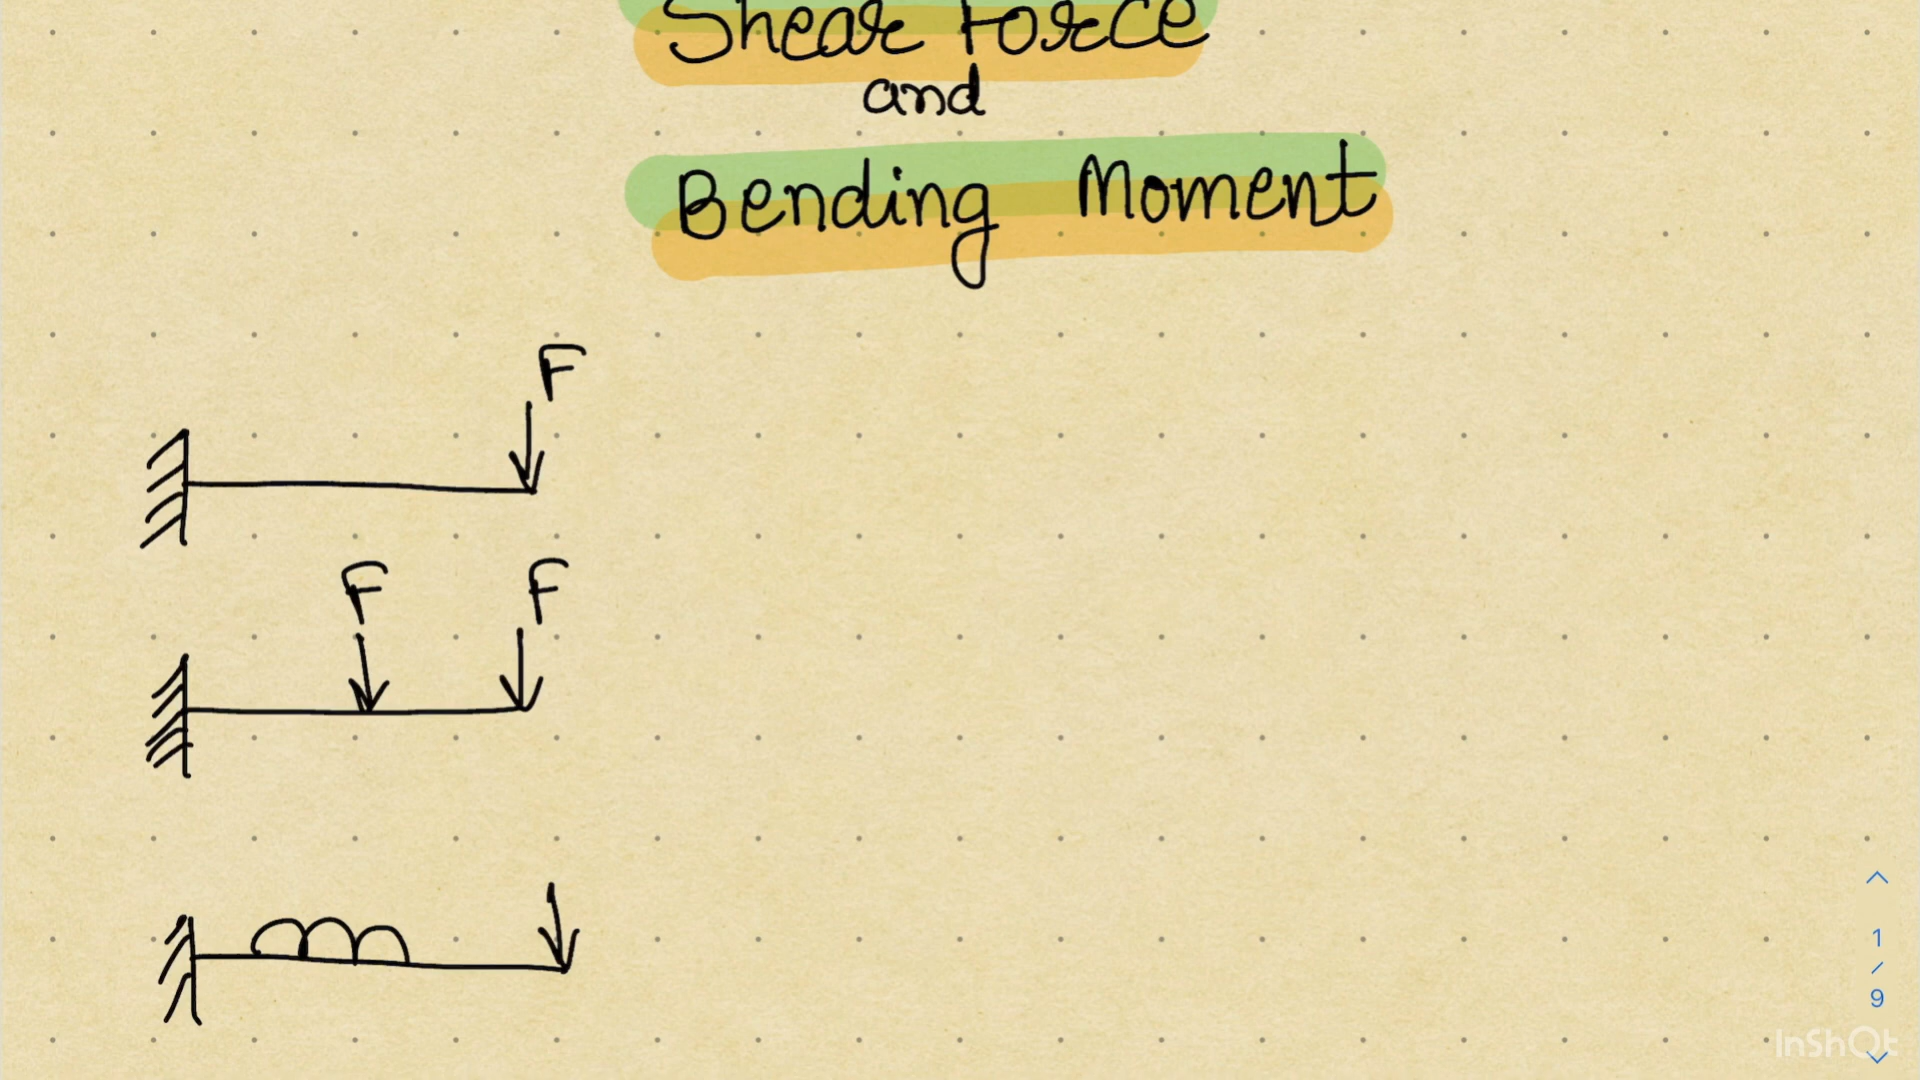 Shear Force
and
Bending Moment
F
F F
1
/
9
InShOt